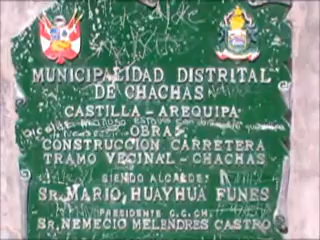 MUNICIPALIDAD DISTRITAL
DE CHACHAS
CASTILLA - AREQUIPA
OBRAS
CONSTRUCCION CARRETERA
TRAMO VECINAL - CHACHAS
SIENDO ALCALDE:
SR. MARIO, HUAYHUA FUNES
PRESIDENTE C.G.CH.
SR. NEMECIO MELENDRES CASTRO